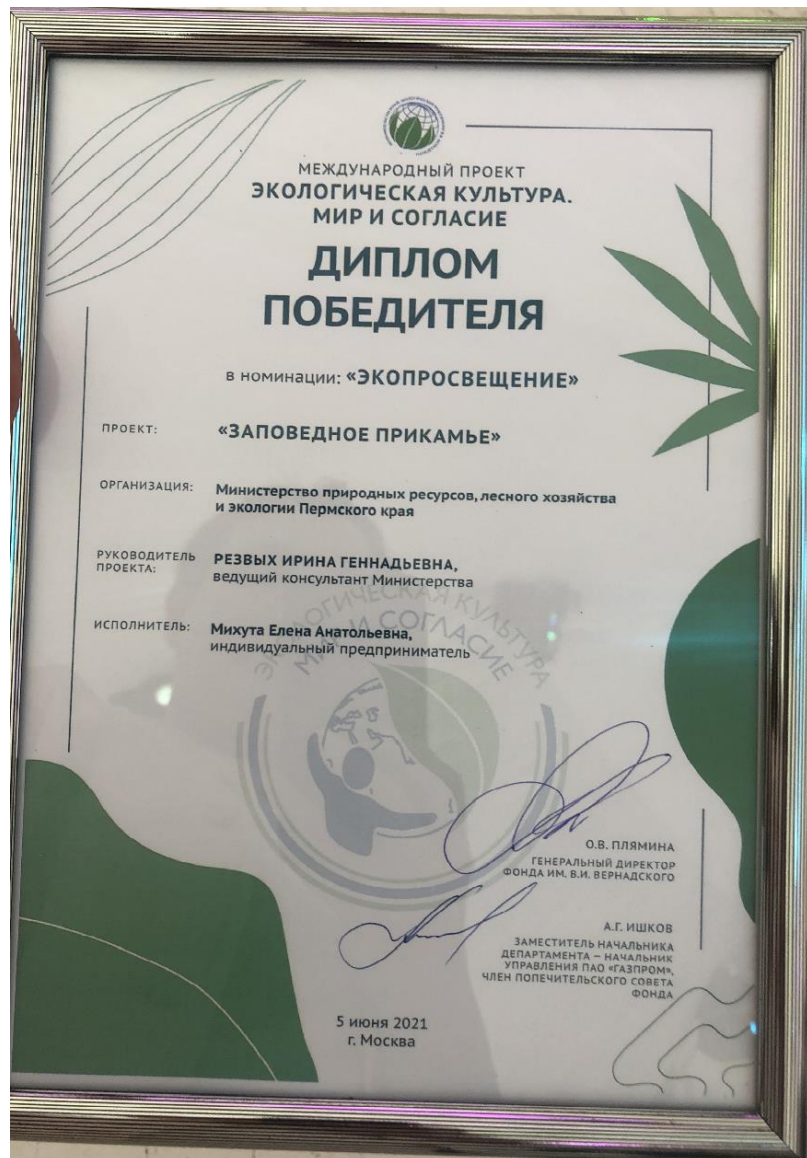 МЕЖДУНАРОДНЫЙ ПРОЕКТ
ЭКОЛОГИЧЕСКАЯ КУЛЬТУРА.
МИР И СОГЛАСИЕ
ДИПЛОМ
ПОБЕДИТЕЛЯ
в номинации: «ЭКОПРОСВЕЩЕНИЕ»
ПРОЕКТ: «ЗАПОВЕДНОЕ ПРИКАМЬЕ»
ОРГАНИЗАЦИЯ: Министерство природных ресурсов, лесного хозяйства
и экологии Пермского края
РУКОВОДИТЕЛЬ
ПРОЕКТА:
РЕЗВЫХ ИРИНА ГЕННАДЬЕВНА,
ведущий консультант Министерства
ИСПОЛНИТЕЛЬ: Михута Елена Анатольевна,
индивидуальный предприниматель
ЭКОЛОГИЧЕСКАЯ КУЛЬТУРА
МИР И СОГЛАСИЕ
О.В. ПЛЯМИНА
ГЕНЕРАЛЬНЫЙ ДИРЕКТОР
ФОНДА ИМ. В.И. ВЕРНАДСКОГО
А.Г. ИШКОВ
ЗАМЕСТИТЕЛЬ НАЧАЛЬНИКА
ДЕПАРТАМЕНТА – НАЧАЛЬНИК
УПРАВЛЕНИЯ ПАО «ГАЗПРОМ»,
ЧЛЕН ПОПЕЧИТЕЛЬСКОГО СОВЕТА
ФОНДА
5 июня 2021
г. Москва